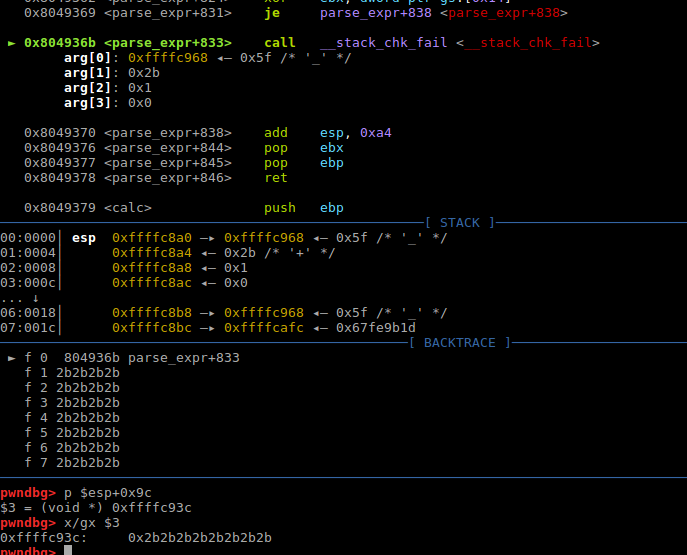 0x8049369 <parse_expr+831> je parse_expr+838 <parse_expr+838>
► 0x804936b <parse_expr+833> call __stack_chk_fail <__stack_chk_fail>
arg[0]: 0xffffc968 ◂— 0x5f /* '_' */
arg[1]: 0x2b
arg[2]: 0x1
arg[3]: 0x0
0x8049370 <parse_expr+838> add esp, 0xa4
0x8049376 <parse_expr+844> pop ebx
0x8049377 <parse_expr+845> pop ebp
0x8049378 <parse_expr+846> ret
0x8049379 <calc> push ebp
[ STACK ]
00:0000│ esp 0xffffc8a0 —▸ 0xffffc968 ◂— 0x5f /* '_' */
01:0004│ 0xffffc8a4 ◂— 0x2b /* '+' */
02:0008│ 0xffffc8a8 ◂— 0x1
03:000c│ 0xffffc8ac ◂— 0x0
... ↓
06:0018│ 0xffffc8b8 —▸ 0xffffc968 ◂— 0x5f /* '_' */
07:001c│ 0xffffc8bc —▸ 0xffffcafc ◂— 0x67fe9b1d
[ BACKTRACE ]
► f 0 804936b parse_expr+833
f 1 2b2b2b2b
f 2 2b2b2b2b
f 3 2b2b2b2b
f 4 2b2b2b2b
f 5 2b2b2b2b
f 6 2b2b2b2b
f 7 2b2b2b2b
pwndbg> p $esp+0x9c
$3 = (void *) 0xffffc93c
pwndbg> x/gx $3
0xffffc93c: 0x2b2b2b2b2b2b2b2b
pwndbg>